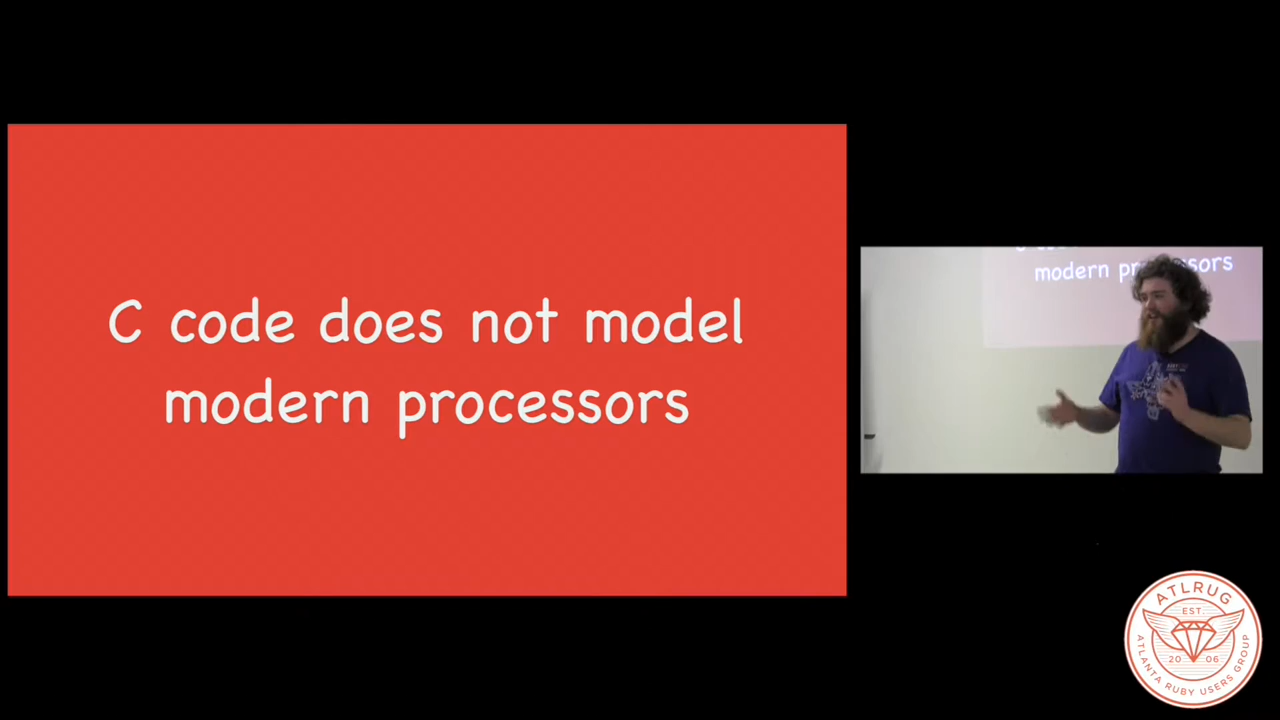 C code does not model
modern processors
modern pr
sors
ATLRUG
EST.
20 06
ATLANTA RUBY USERS GROUP